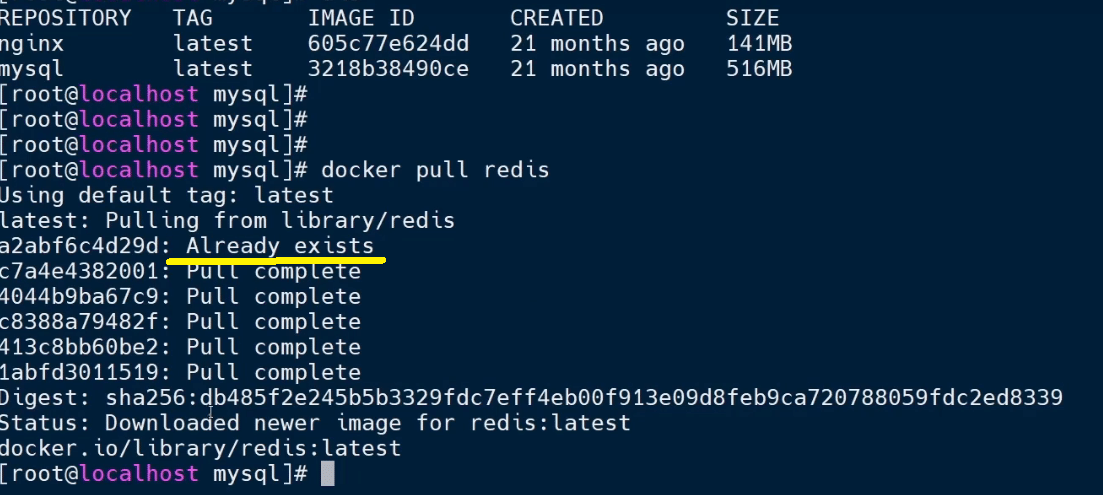 REPOSITORY TAG IMAGE ID CREATED SIZE
nginx latest 605c77e624dd 21 months ago 141MB
mysql latest 3218b38490ce 21 months ago 516MB
[root@localhost mysql]#
[root@localhost mysql]#
[root@localhost mysql]#
[root@localhost mysql]# docker pull redis
Using default tag: latest
latest: Pulling from library/redis
a2abf6c4d29d: Already exists
c7a4e4382001: Pull complete
4044b9ba67c9: Pull complete
c8388a79482f: Pull complete
413c8bb60be2: Pull complete
1abfd3011519: Pull complete
Digest: sha256:db485f2e245b5b3329fdc7eff4eb00f913e09d8feb9ca720788059fdc2ed8339
Status: Downloaded newer image for redis:latest
docker.io/library/redis:latest
[root@localhost mysql]#